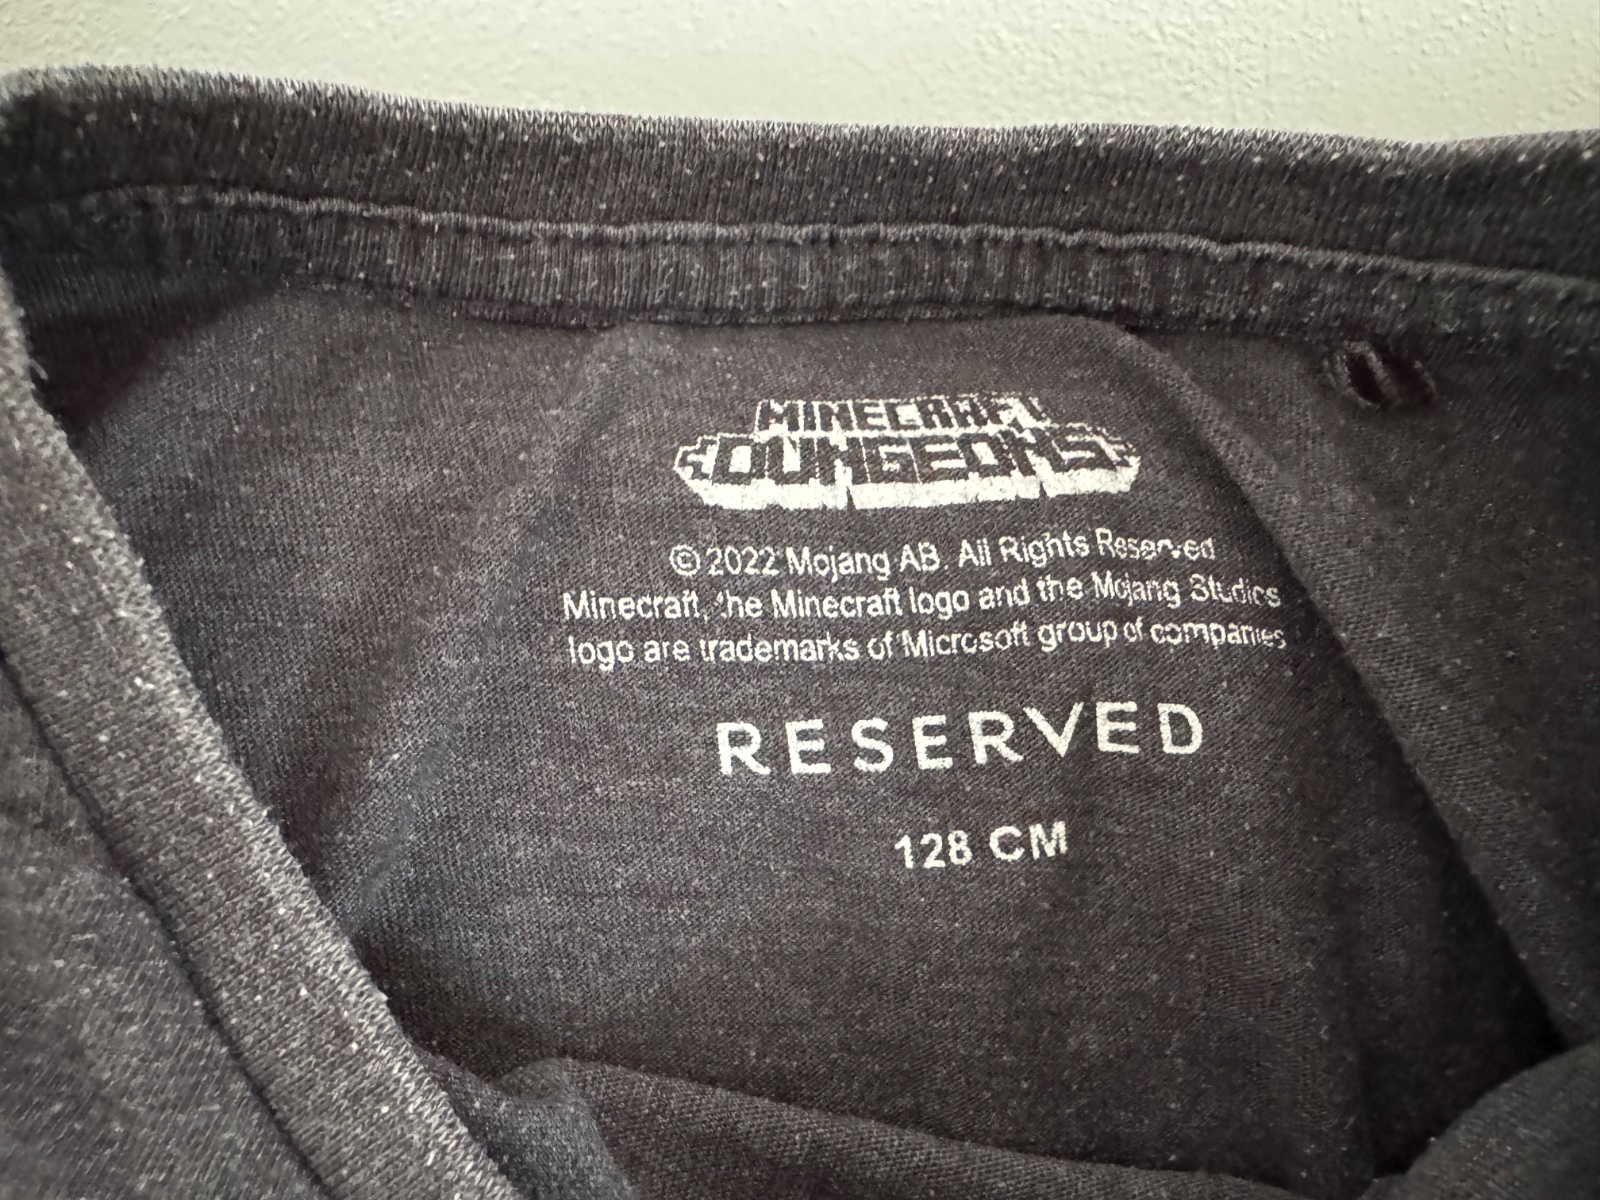 MINECRAFT
DUNGEONS
© 2022 Mojang AB. All Rights Reserved
Minecraft, the Minecraft logo and the Mojang Studios
logo are trademarks of Microsoft group of companies
RESERVED
128 CM